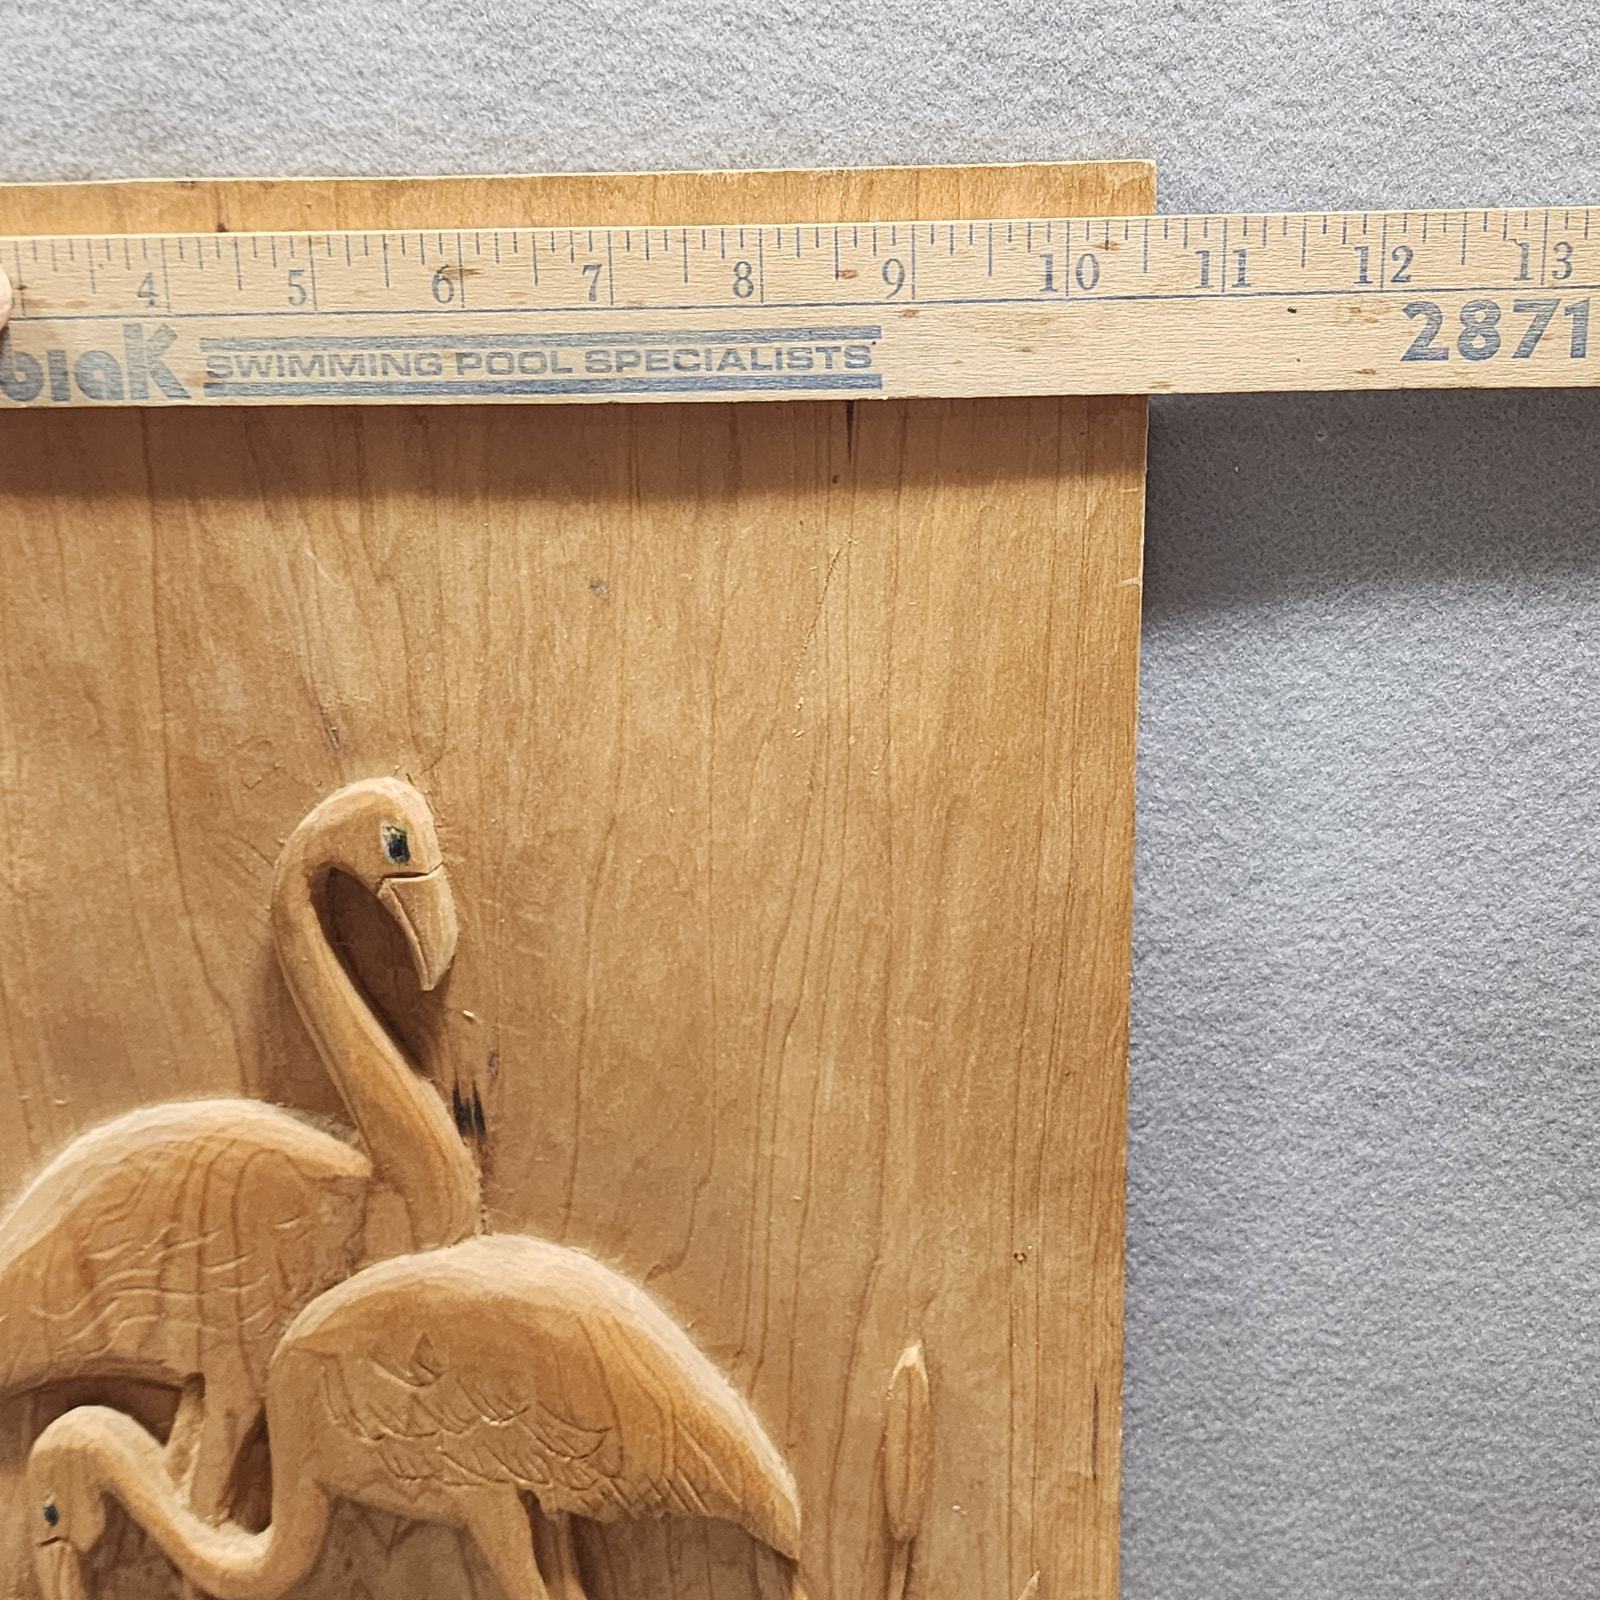 4 5 6 7 8 9 10 11 12 13
SWIMMING POOL SPECIALISTS 2871